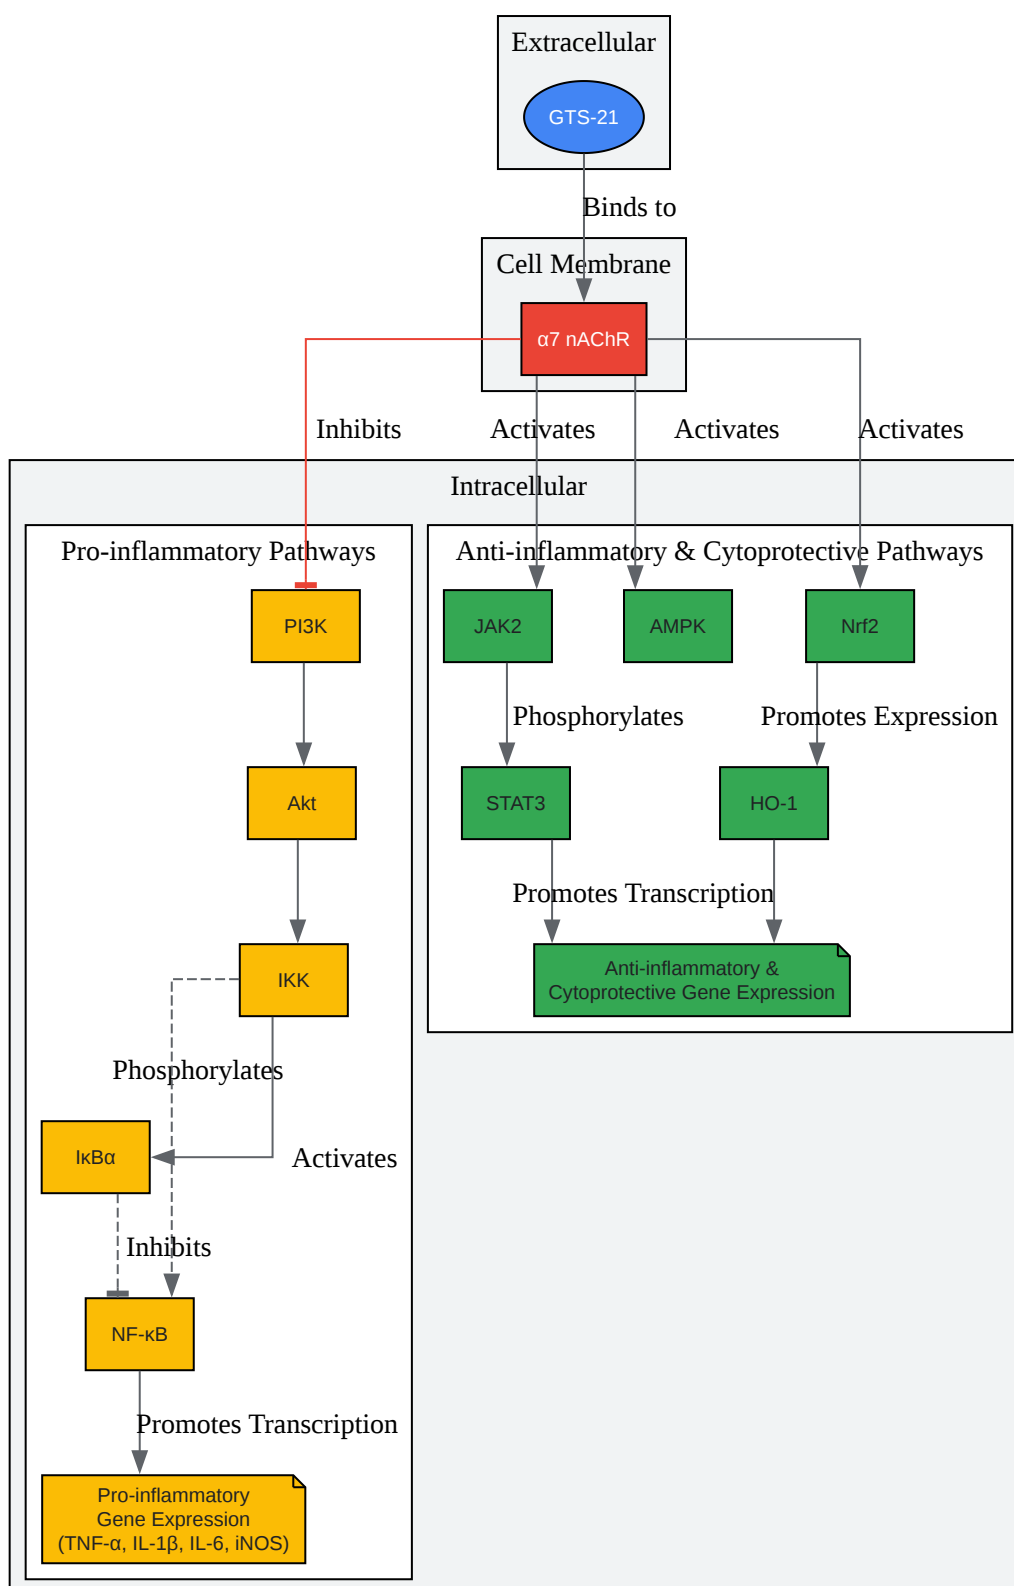 Extracellular
GTS-21
Binds to
Cell Membrane
α7 nAChR
Inhibits
Activates
Activates
Activates
Intracellular
Pro-inflammatory Pathways
Anti-inflammatory & Cytoprotective Pathways
PI3K
JAK2
AMPK
Nrf2
Phosphorylates
Promotes Expression
Akt
STAT3
HO-1
Promotes Transcription
IKK
Anti-inflammatory &
Cytoprotective Gene Expression
Phosphorylates
IκBα
Activates
Inhibits
NF-κB
Promotes Transcription
Pro-inflammatory
Gene Expression
(TNF-α, IL-1β, IL-6, iNOS)